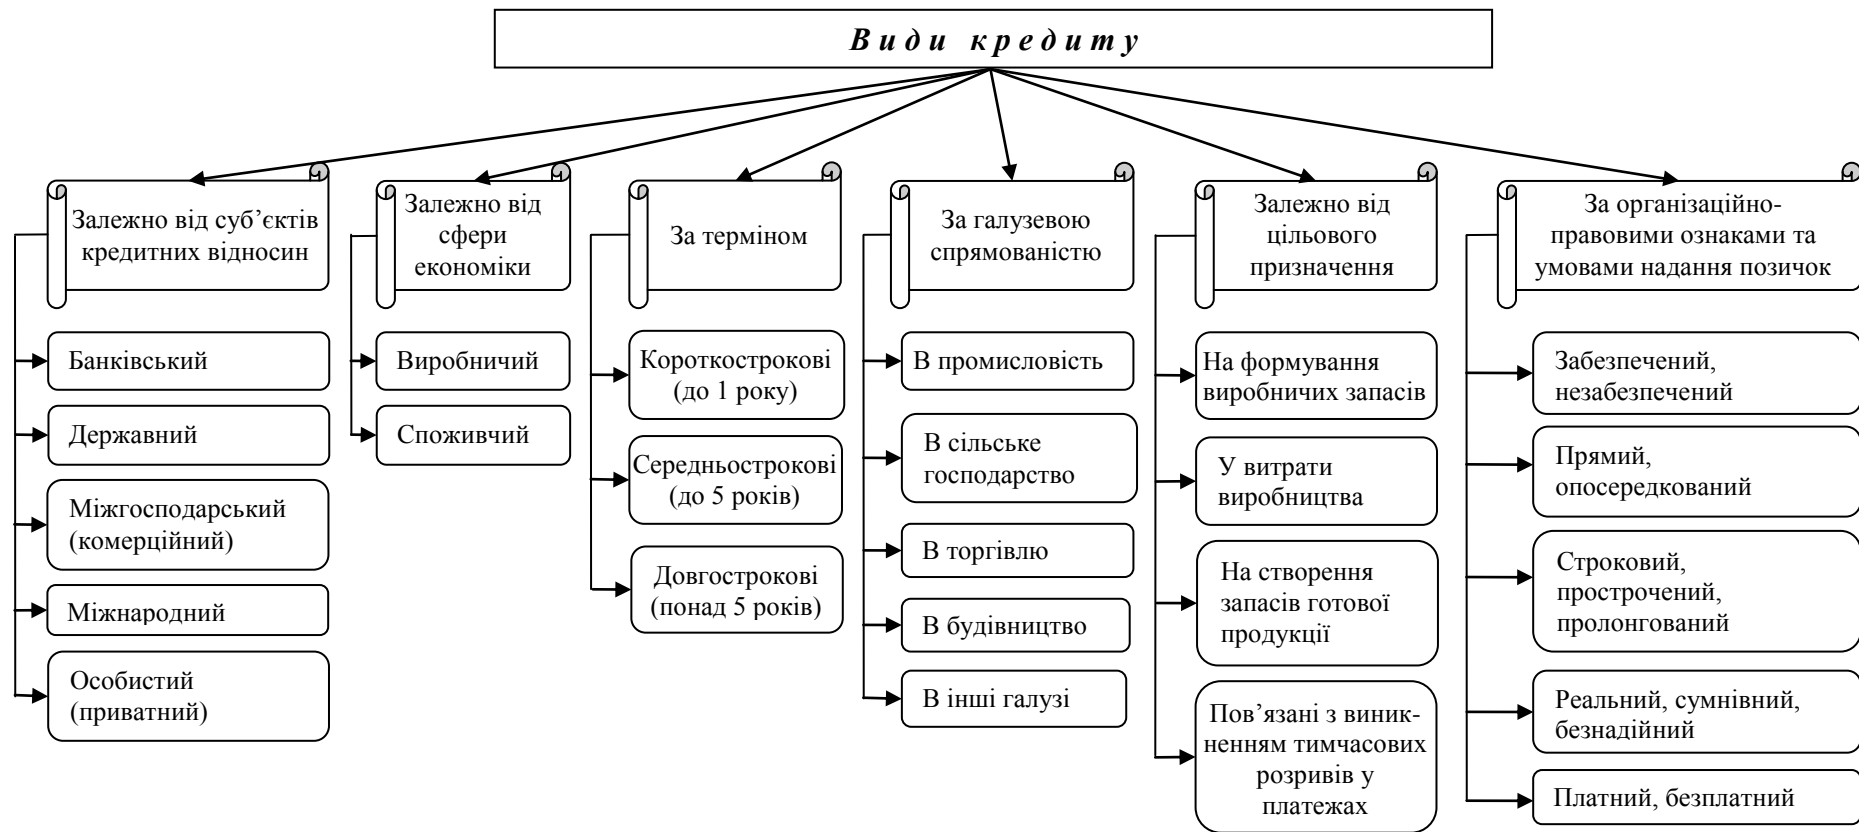 Види кредиту
Залежно від суб’єктів
кредитних відносин
Банківський
Державний
Міжгосподарський
(комерційний)
Міжнародний
Особистий
(приватний)
Залежно від
сфери
економіки
Виробничий
Споживчий
За терміном
Короткострокові
(до 1 року)
Середньострокові
(до 5 років)
Довгострокові
(понад 5 років)
За галузевою
спрямованістю
В промисловість
В сільське
господарство
В торгівлю
В будівництво
В інші галузі
Залежно від
цільового
призначення
На формування
виробничих запасів
У витрати
виробництва
На створення
запасів готової
продукції
Пов’язані з виник-
ненням тимчасових
розривів у
платежах
За організаційно-
правовими ознаками та
умовами надання позичок
Забезпечений,
незабезпечений
Прямий,
опосередкований
Строковий,
прострочений,
пролонгований
Реальний, сумнівний,
безнадійний
Платний, безплатний